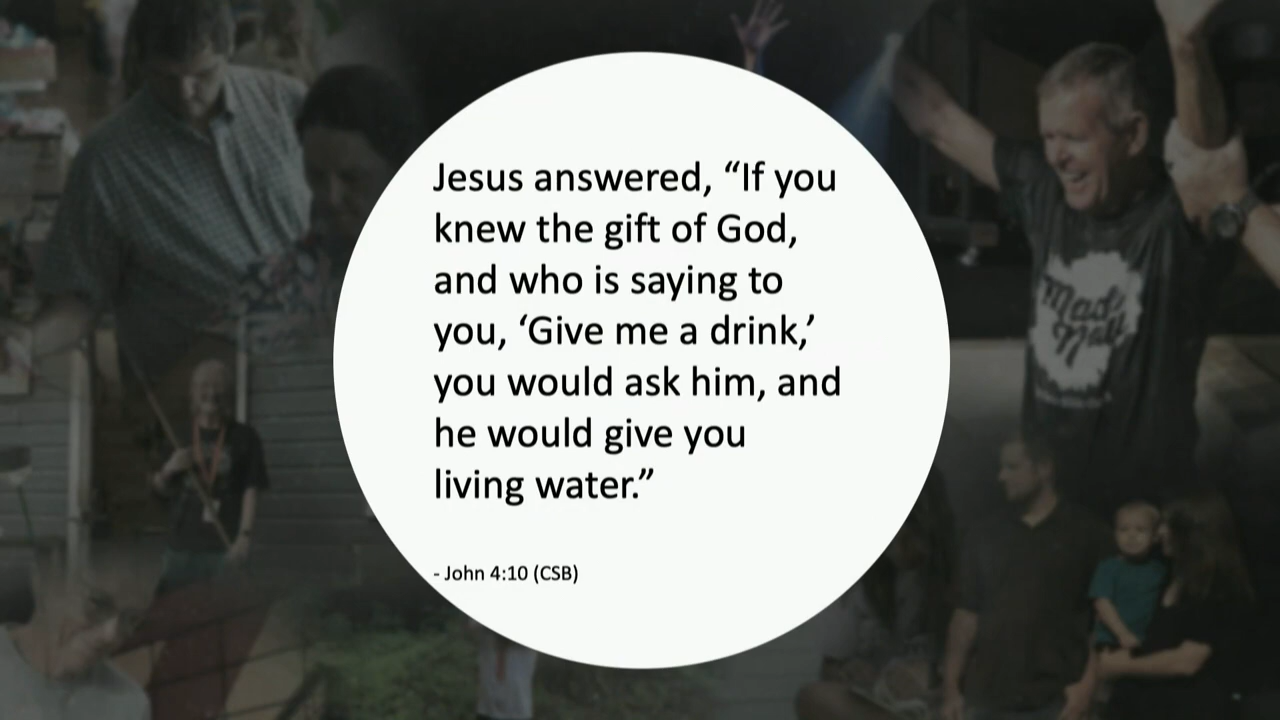 Jesus answered, “If you
knew the gift of God,
and who is saying to
you, ‘Give me a drink,’
you would ask him, and
he would give you
living water.”
- John 4:10 (CSB)
Mad